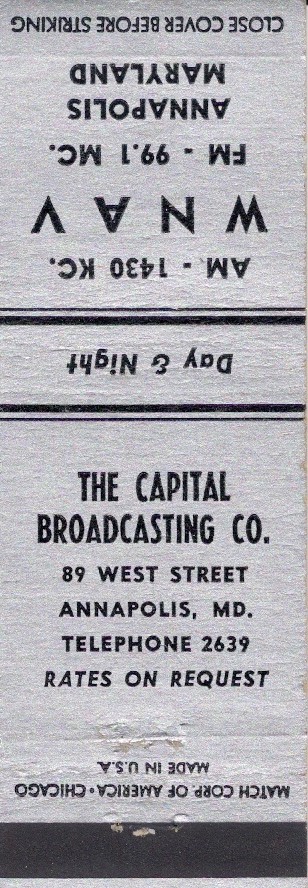 CLOSE COVER BEFORE STRIKING
AM - 1430 KC.
WNAV
FM - 99.1 MC.
ANNAPOLIS
MARYLAND
Day & Night
THE CAPITAL
BROADCASTING CO.
89 WEST STREET
ANNAPOLIS, MD.
TELEPHONE 2639
RATES ON REQUEST
MATCH CORP. OF AMERICA • CHICAGO
MADE IN U.S.A.